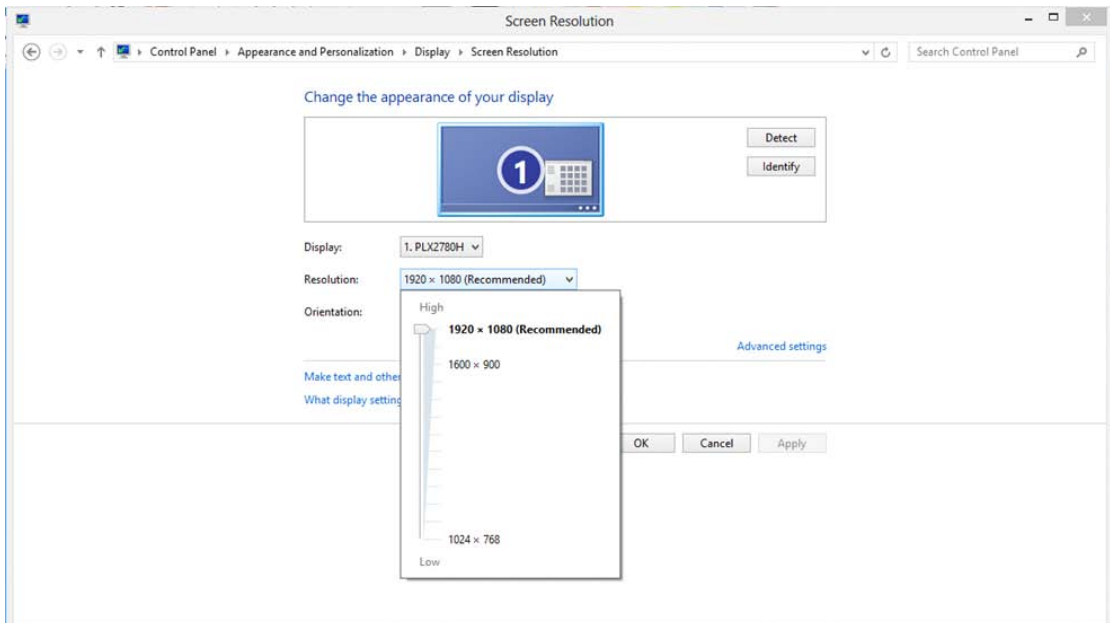 Screen Resolution
Control Panel Appearance and Personalization Display Screen Resolution
Search Control Panel
Change the appearance of your display
1
Detect
Identify
Display: 1. PLX2780H
Resolution: 1920 × 1080 (Recommended)
Orientation:
High
1920 × 1080 (Recommended)
1600 × 900
1024 × 768
Low
Advanced settings
Make text and other
What display setting
OK Cancel Apply